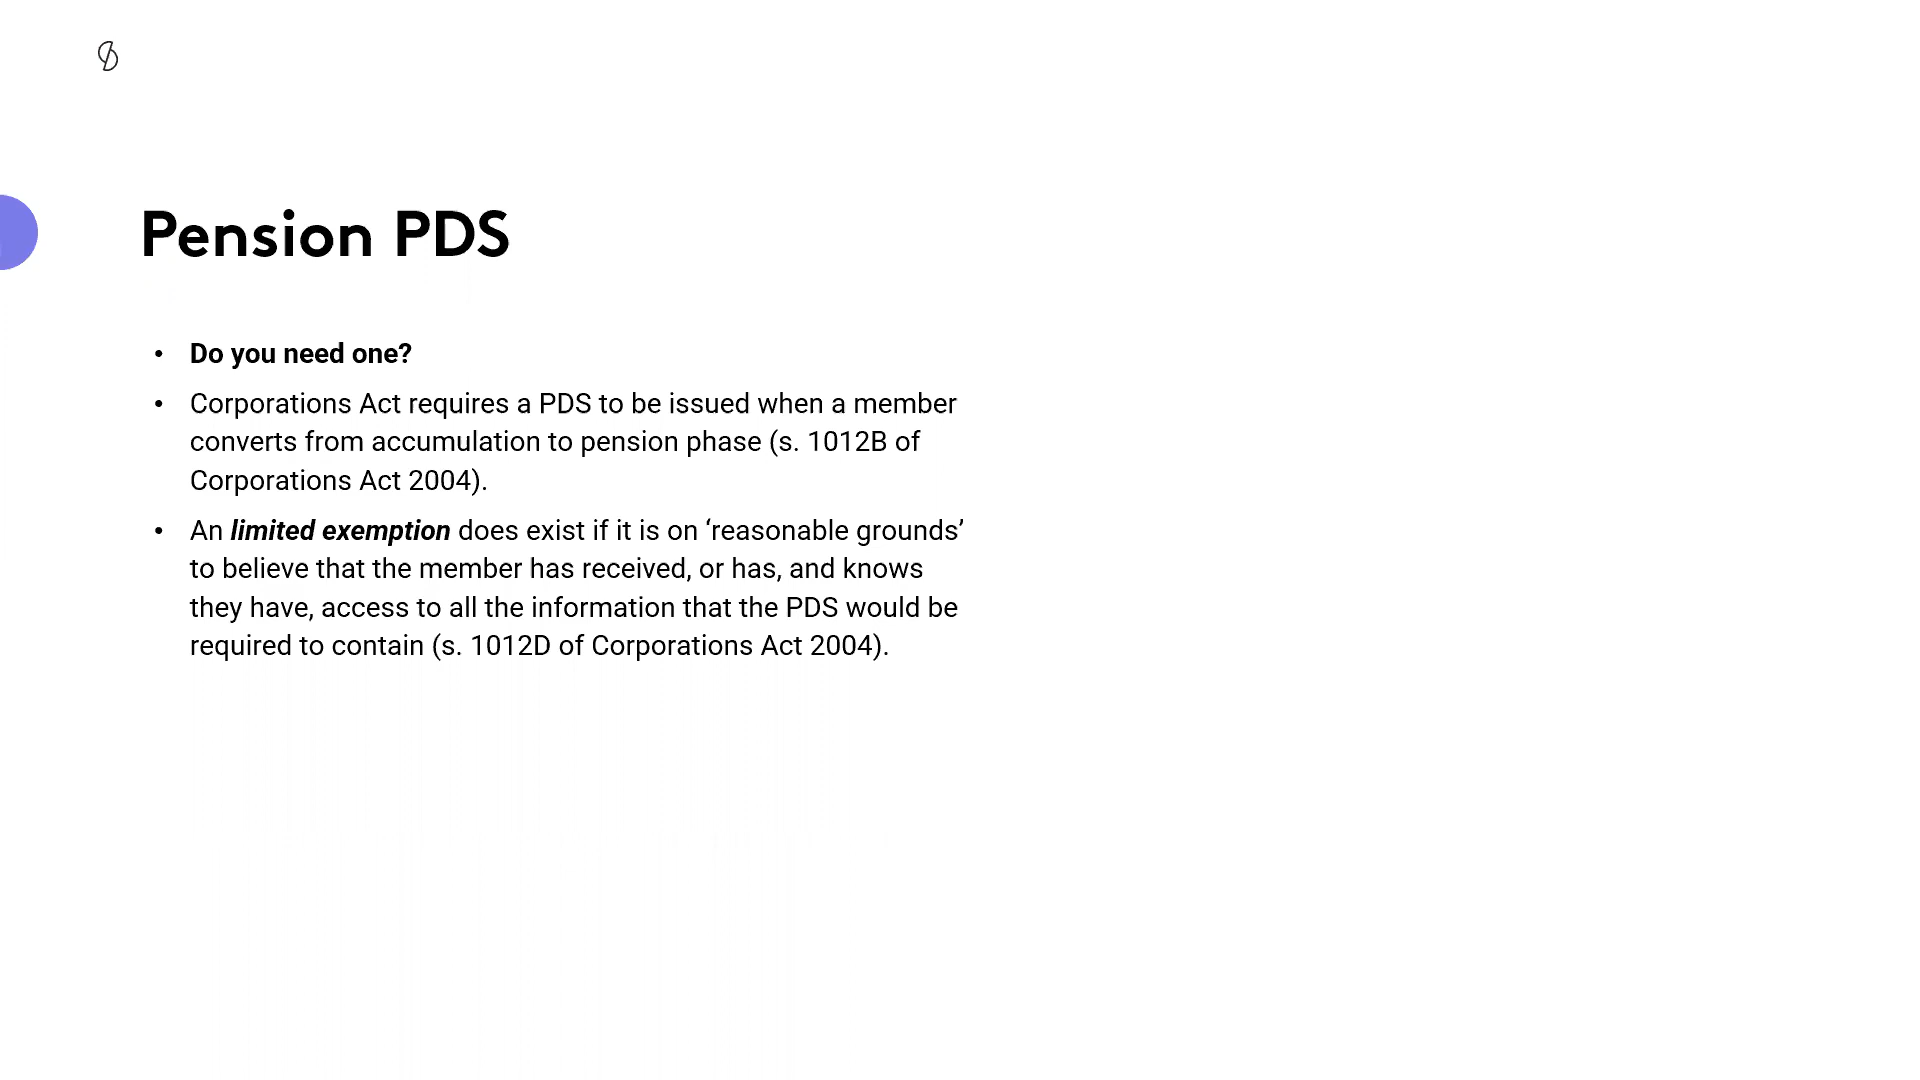 Pension PDS
• Do you need one?
• Corporations Act requires a PDS to be issued when a member
converts from accumulation to pension phase (s. 1012B of
Corporations Act 2004).
• An limited exemption does exist if it is on ‘reasonable grounds’
to believe that the member has received, or has, and knows
they have, access to all the information that the PDS would be
required to contain (s. 1012D of Corporations Act 2004).